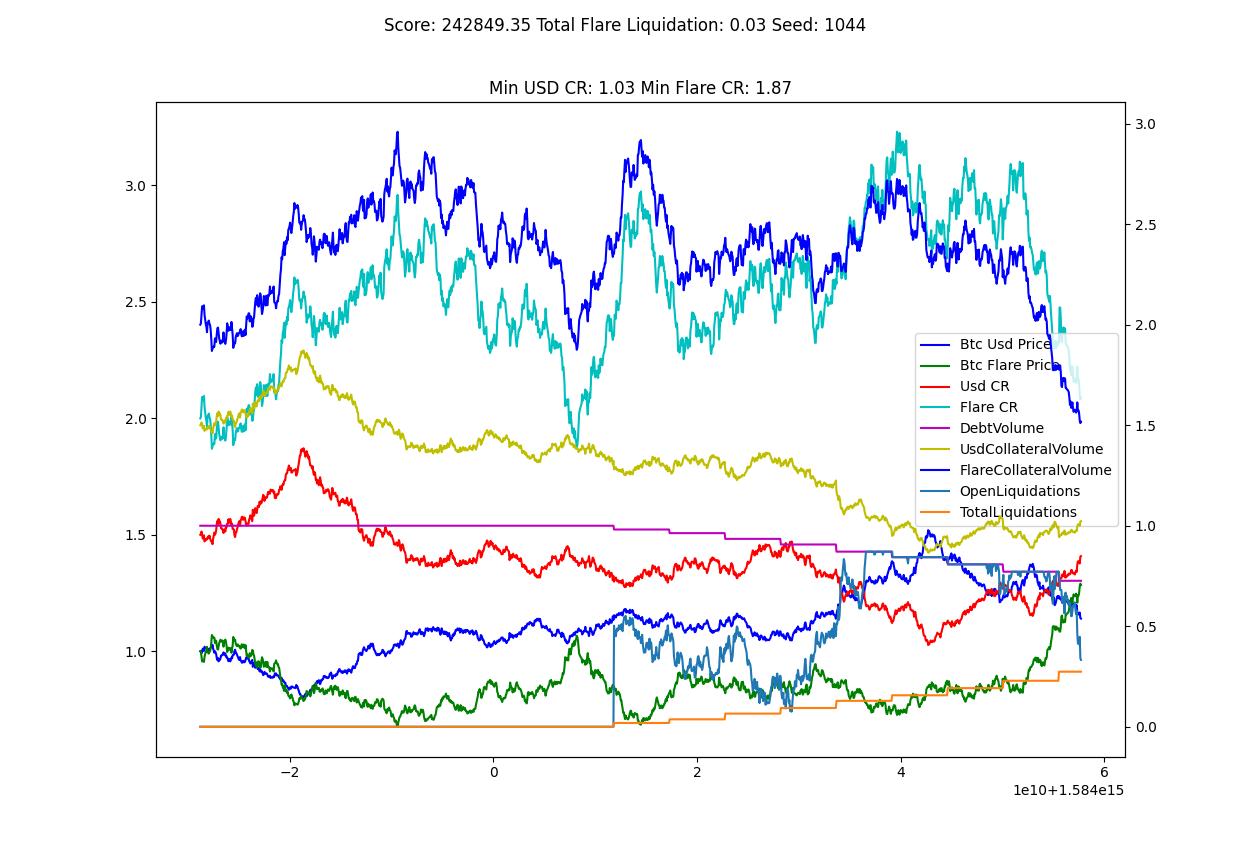 Score: 242849.35 Total Flare Liquidation: 0.03 Seed: 1044
Min USD CR: 1.03 Min Flare CR: 1.87
3.0
2.5
2.0
1.5
1.0
3.0
2.5
2.0
1.5
1.0
0.5
0.0
Btc Usd Price
Btc Flare Price
Usd CR
Flare CR
DebtVolume
UsdCollateralVolume
FlareCollateralVolume
OpenLiquidations
TotalLiquidations
−2 0 2 4 6
1e10+1.584e15